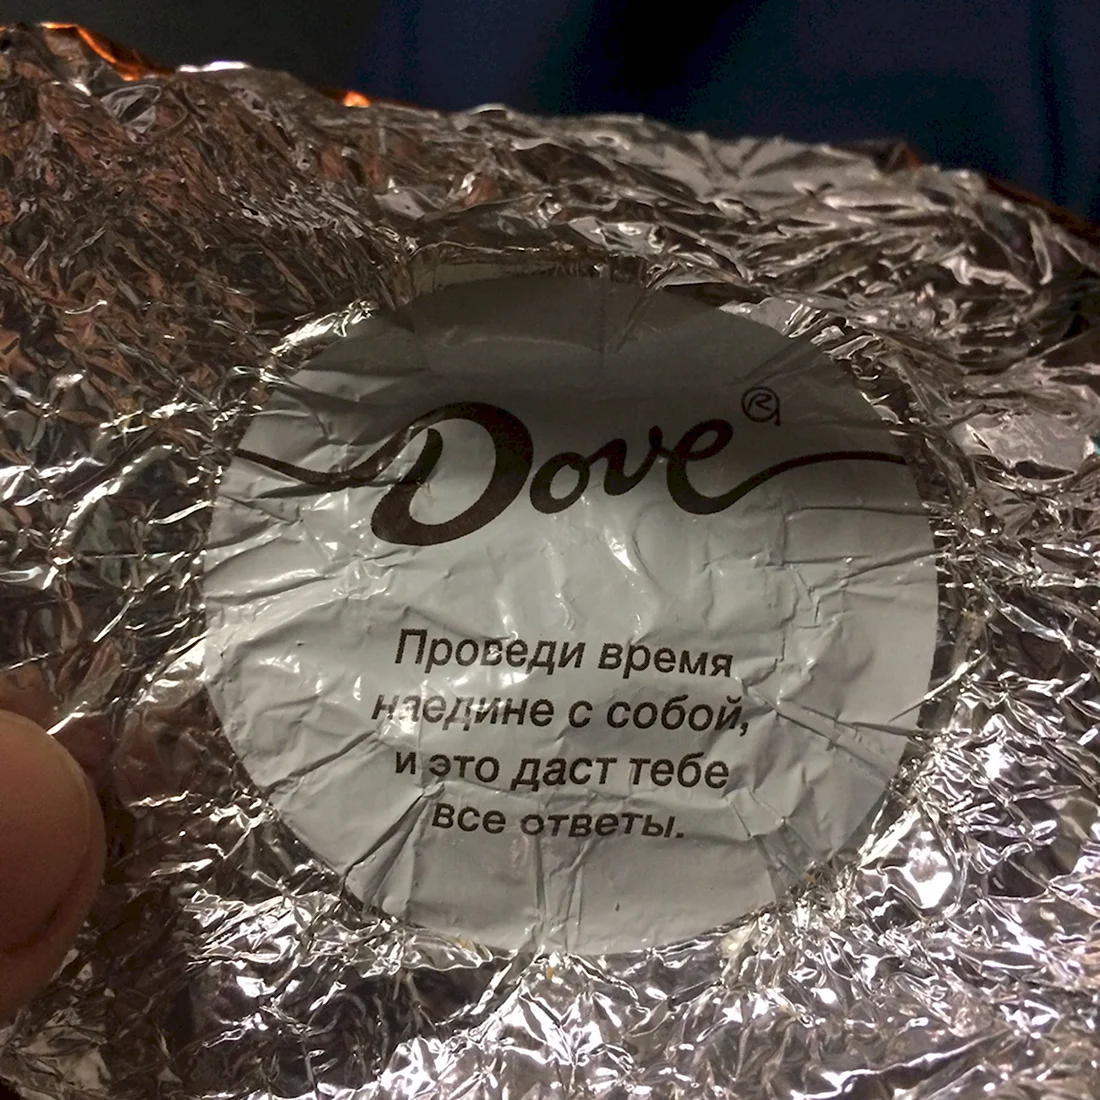 Dove®
Проведи время
наедине с собой,
и это даст тебе
все ответы.